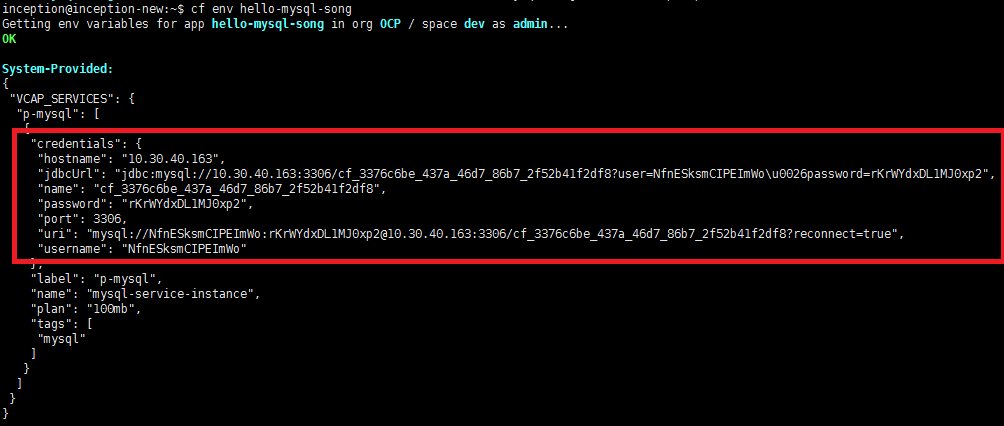 inception@inception-new:~$ cf env hello-mysql-song
Getting env variables for app hello-mysql-song in org OCP / space dev as admin...
OK
System-Provided:
{
"VCAP_SERVICES": {
"p-mysql": [
{
"credentials": {
"hostname": "10.30.40.163",
"jdbcUrl": "jdbc:mysql://10.30.40.163:3306/cf_3376c6be_437a_46d7_86b7_2f52b41f2df8?user=NfnESksmCIPEImWo\u0026password=rKrWYdxDL1MJ0xp2",
"name": "cf_3376c6be_437a_46d7_86b7_2f52b41f2df8",
"password": "rKrWYdxDL1MJ0xp2",
"port": 3306,
"uri": "mysql://NfnESksmCIPEImWo:rKrWYdxDL1MJ0xp2@10.30.40.163:3306/cf_3376c6be_437a_46d7_86b7_2f52b41f2df8?reconnect=true",
"username": "NfnESksmCIPEImWo"
},
"label": "p-mysql",
"name": "mysql-service-instance",
"plan": "100mb",
"tags": [
"mysql"
]
}
]
}
}